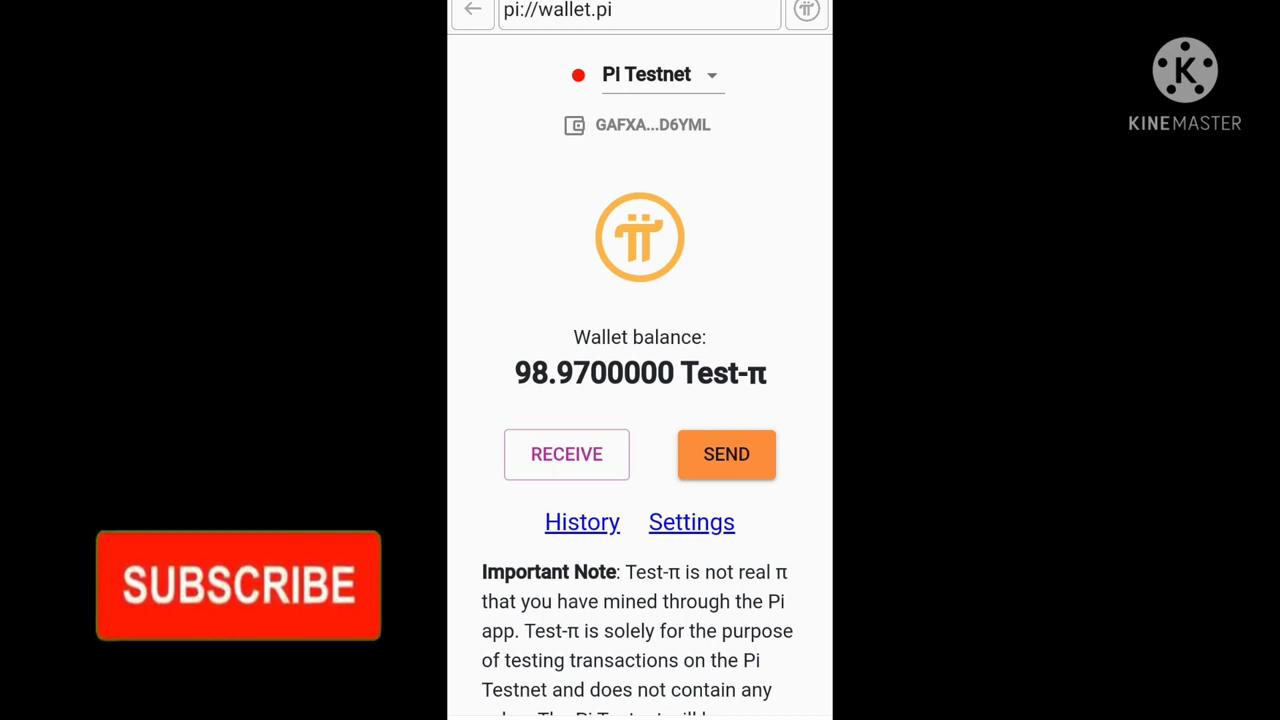 pi://wallet.pi
PI Testnet
GAFXA...D6YML
K
KINEMASTER
Wallet balance:
98.9700000 Test-π
RECEIVE
SEND
History
Settings
Important Note: Test-π is not real π
that you have mined through the Pi
app. Test-π is solely for the purpose
of testing transactions on the Pi
Testnet and does not contain any
SUBSCRIBE